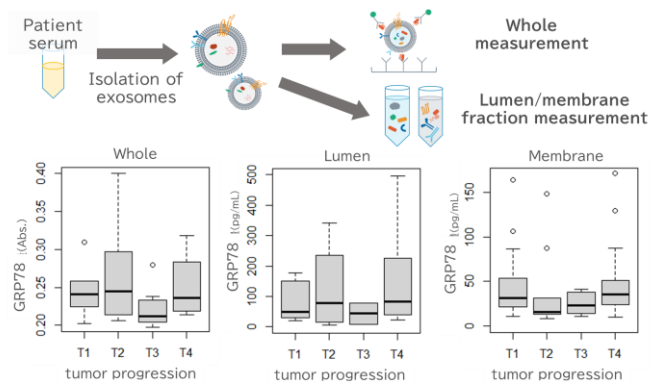 Patient
serum
Isolation of
exosomes
Whole
measurement
Lumen/membrane
fraction measurement
Whole
GRP78 (Abs.)
0.40
0.35
0.30
0.25
0.20
T1 T2 T3 T4
tumor progression
Lumen
GRP78 (pg/mL)
500
400
300
200
100
0
T1 T2 T3 T4
tumor progression
Membrane
GRP78 (pg/mL)
150
100
50
0
T1 T2 T3 T4
tumor progression